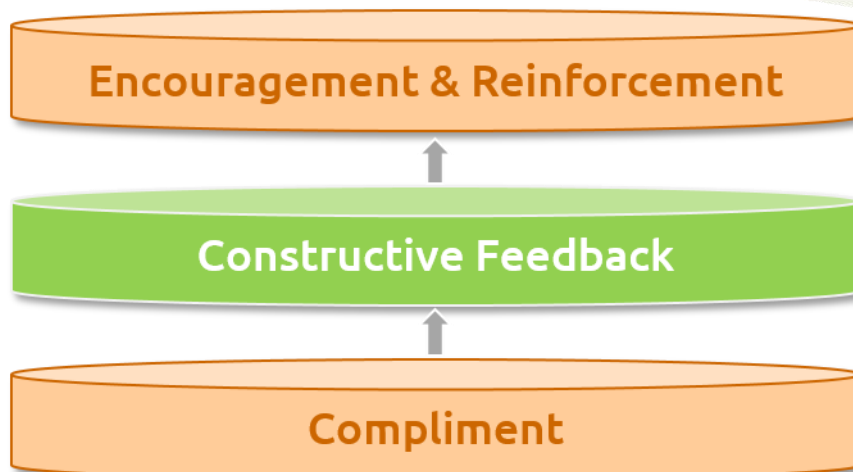 Encouragement & Reinforcement
Constructive Feedback
Compliment